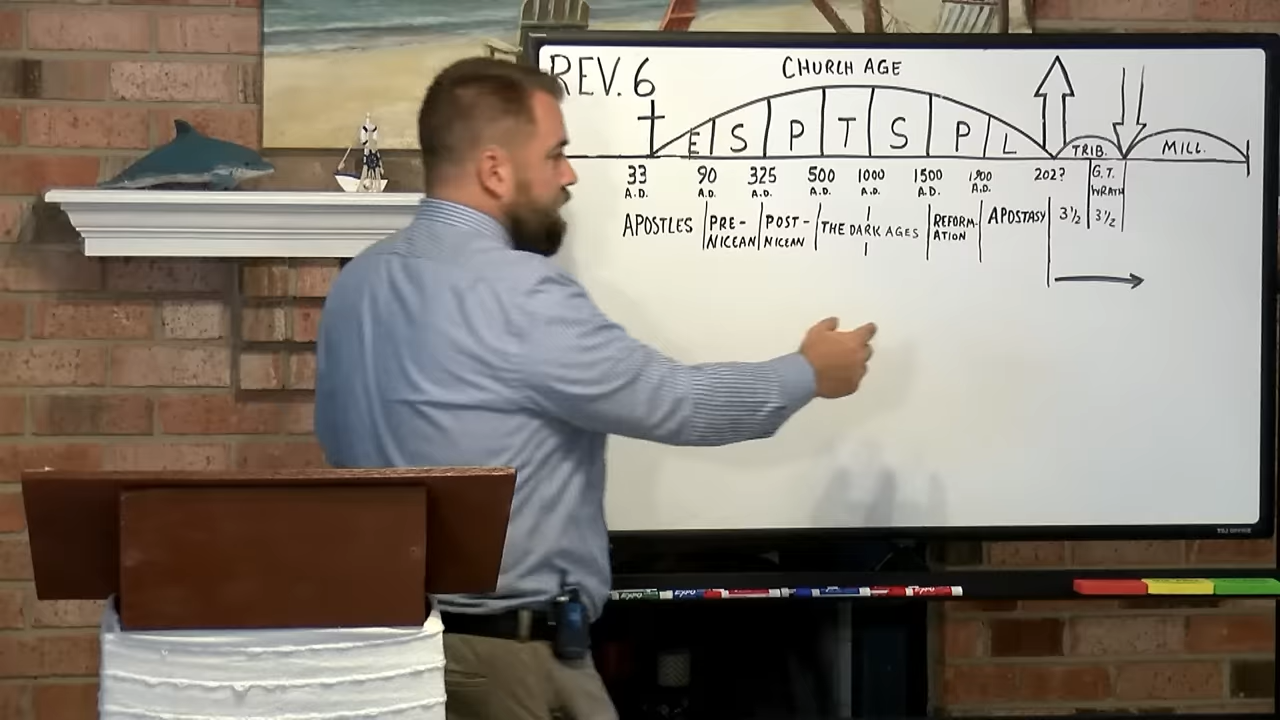 REV. 6
CHURCH AGE
E S P T S P L
TRIB. MILL.
33 A.D.
90 A.D.
325 A.D.
500 A.D.
1000 A.D.
1500 A.D.
1900 A.D.
202?
G.T. WRATH
APOSTLES
PRE-
NICEAN
POST-
NICEAN
THE DARK AGES
REFORM-
ATION
APOSTASY
3½
3½
EXPO